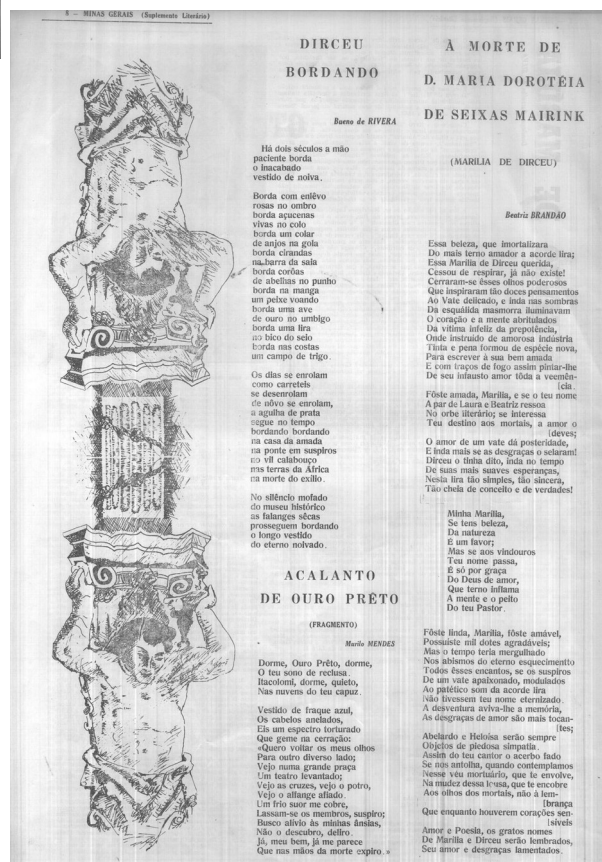 8 — MINAS GERAIS (Suplemento Literário)
DIRCEU
BORDANDO
Bueno de RIVERA
Há dois séculos a mão
paciente borda
o inacabado
vestido de noiva.
Borda com enlêvo
rosas no ombro
borda açucenas
vivas no colo
borda um colar
de anjos na gola
borda cirandas
na barra da saia
borda corôas
de abelhas no punho
borda na manga
um peixe voando
borda uma ave
de ouro no umbigo
borda uma lira
no bico do seio
borda nas costas
um campo de trigo.
Os dias se enrolam
como carreteis
se desenrolam
de nôvo se enrolam,
a agulha de prata
segue no tempo
bordando bordando
na casa da amada
na ponte em suspiros
no vil calabouço
nas terras da África
na morte do exílio.
No silêncio mofado
do museu histórico
as falanges sêcas
prosseguem bordando
o longo vestido
do eterno noivado.
ACALANTO
DE OURO PRÊTO
(FRAGMENTO)
Murilo MENDES
Dorme, Ouro Prêto, dorme,
O teu sono de reclusa.
Itacolomi, dorme, quieto,
Nas nuvens do teu capuz.
Vestido de fraque azul,
Os cabelos anelados,
Eis um espectro torturado
Que geme na cerração:
«Quero voltar os meus olhos
Para outro diverso lado;
Vejo numa grande praça
Um teatro levantado;
Vejo as cruzes, vejo o potro,
Vejo o alfange afiado.
Um frio suor me cobre,
Lassam-se os membros, suspiro;
Busco alívio às minhas ânsias,
Não o descubro, deliro.
Já, meu bem, já me parece
Que nas mãos da morte expiro.»
À MORTE DE
D. MARIA DOROTÉIA
DE SEIXAS MAIRINK
(MARILIA DE DIRCEU)
Beatriz BRANDÃO
Essa beleza, que imortalizara
Do mais terno amador a acorde lira;
Essa Marília de Dirceu querida,
Cessou de respirar, já não existe!
Cerraram-se êsses olhos poderosos
Que inspiraram tão doces pensamentos
Ao Vate delicado, e inda nas sombras
Da esquálida masmorra iluminavam
O coração e a mente abritulados
Da vítima infeliz da prepotência,
Onde instruído de amorosa indústria
Tinta e pena formou de espécie nova,
Para escrever à sua bem amada
E com traços de fogo assim pintar-lhe
De seu infausto amor tôda a veemên-
[cia.
Fôste amada, Marília, e se o teu nome
A par de Laura e Beatriz ressoa
No orbe literário; se interessa
Teu destino aos mortais, a amor o
[deves;
O amor de um vate dá posteridade,
E inda mais se as desgraças o selaram!
Dirceu o tinha dito, inda no tempo
De suas mais suaves esperanças,
Nesta lira tão simples, tão sincera,
Tão cheia de conceito e de verdades!
Minha Marília,
Se tens beleza,
Da natureza
É um favor;
Mas se aos vindouros
Teu nome passa,
É só por graça
Do Deus de amor,
Que terno inflama
A mente e o peito
Do teu Pastor.
Fôste linda, Marília, fôste amável,
Possuiste mil dotes agradáveis;
Mas o tempo teria mergulhado
Nos abismos do eterno esquecimentto
Todos êsses encantos, se os suspiros
De um vate apaixonado, modulados
Ao patético som da acorde lira
Não tivessem teu nome eternizado.
A desventura aviva-lhe a memória,
As desgraças de amor são mais tocan-
[tes;
Abelardo e Heloísa serão sempre
Objetos de piedosa simpatia.
Assim do teu cantor o acerbo fado
Se nos antolha, quando contemplamos
Nesse véu mortuário, que te envolve,
Na mudez dessa lousa, que te encobre
Aos olhos dos mortais, não à lem-
[brança
Que enquanto houverem corações sen-
[síveis
Amor e Poesia, os gratos nomes
De Marília e Dirceu serão lembrados,
Seu amor e desgraças lamentados.